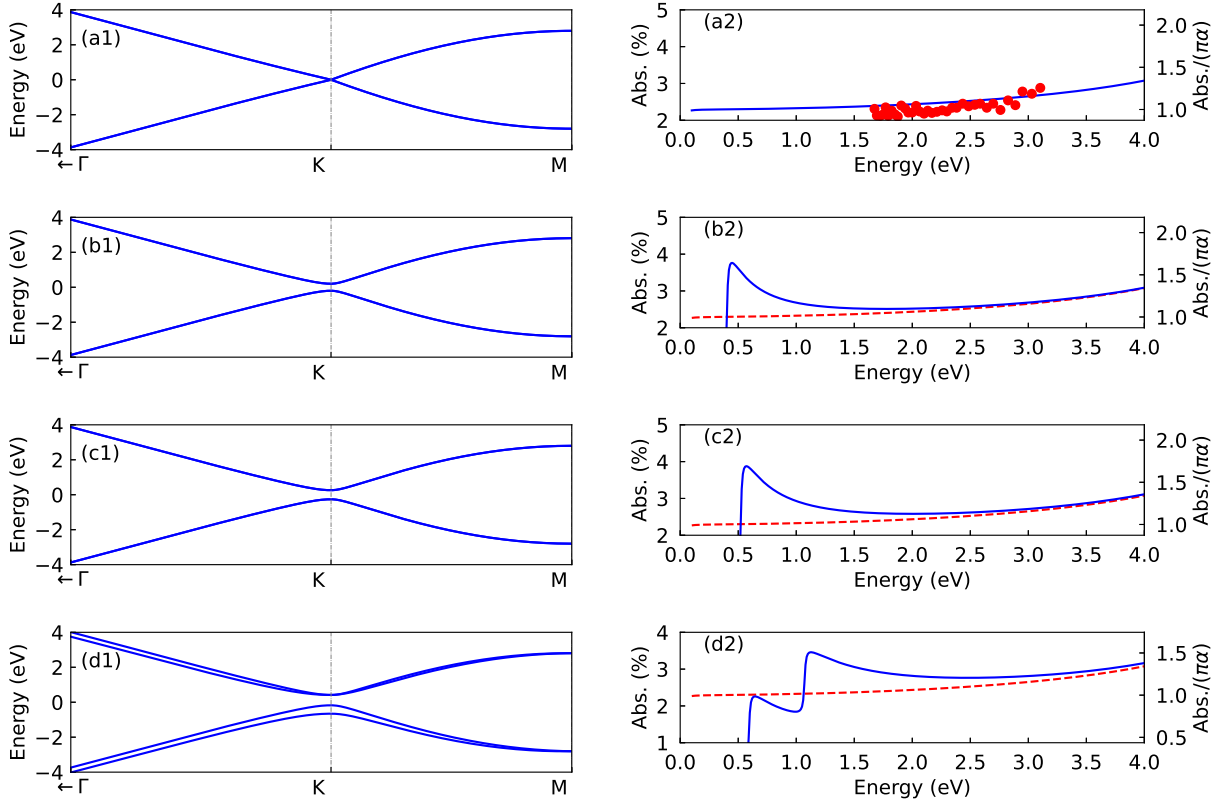 4
2
0
−2
−4
Energy (eV)
(a1)
←Γ
K
M
5
4
3
2
Abs. (%)
(a2)
2.0
1.5
1.0
Abs./(πα)
0.0 0.5 1.0 1.5 2.0 2.5 3.0 3.5 4.0
Energy (eV)
4
2
0
−2
−4
Energy (eV)
(b1)
←Γ
K
M
5
4
3
2
Abs. (%)
(b2)
2.0
1.5
1.0
Abs./(πα)
0.0 0.5 1.0 1.5 2.0 2.5 3.0 3.5 4.0
Energy (eV)
4
2
0
−2
−4
Energy (eV)
(c1)
←Γ
K
M
5
4
3
2
Abs. (%)
(c2)
2.0
1.5
1.0
Abs./(πα)
0.0 0.5 1.0 1.5 2.0 2.5 3.0 3.5 4.0
Energy (eV)
4
2
0
−2
−4
Energy (eV)
(d1)
←Γ
K
M
4
3
2
1
Abs. (%)
(d2)
1.5
1.0
0.5
Abs./(πα)
0.0 0.5 1.0 1.5 2.0 2.5 3.0 3.5 4.0
Energy (eV)